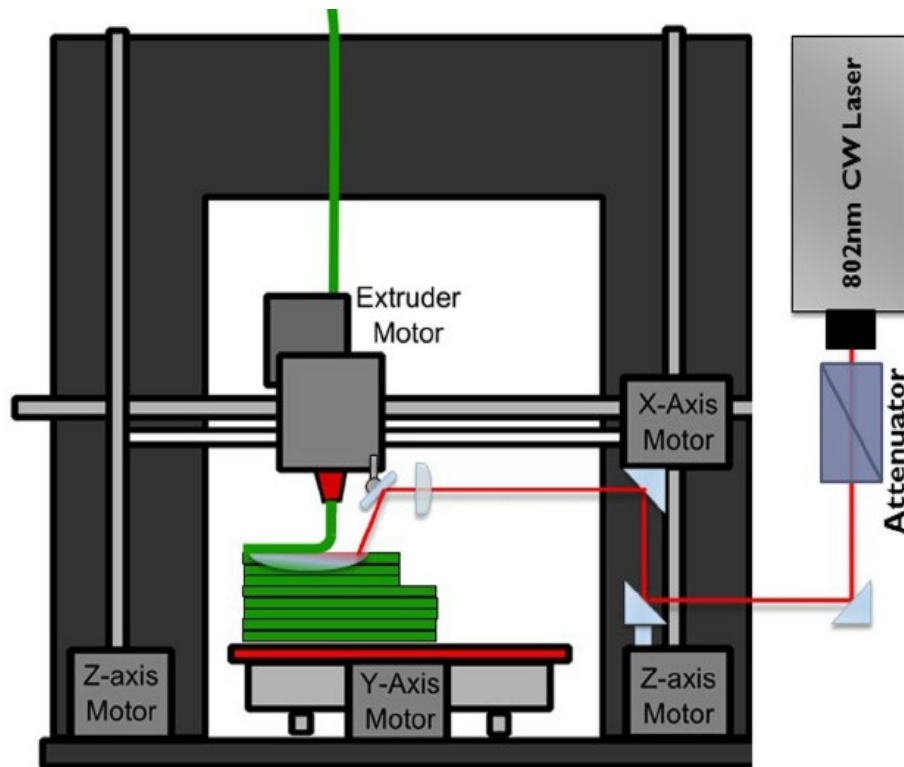 802nm CW Laser
Extruder
Motor
X-Axis
Motor
Attenuator
Z-axis
Motor
Y-Axis
Motor
Z-axis
Motor